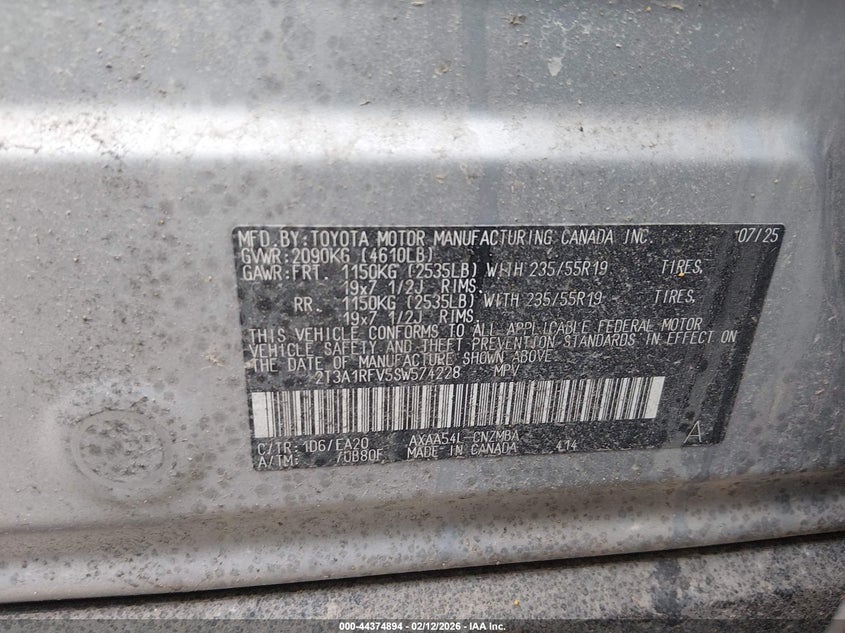 MFD.BY:TOYOTA MOTOR MANUFACTURING CANADA INC. 07/25
GVWR:2090KG (4610LB)
GAWR:FRT. 1150KG (2535LB) WITH 235/55R19 TIRES,
19x7 1/2J RIMS.
RR. 1150KG (2535LB) WITH 235/55R19 TIRES,
19x7 1/2J RIMS.
THIS VEHICLE CONFORMS TO ALL APPLICABLE FEDERAL MOTOR
VEHICLE SAFETY AND THEFT PREVENTION STANDARDS IN EFFECT ON
THE DATE OF MANUFACTURE SHOWN ABOVE.
2T3A1RFV5SW574228 MPV
C/TR:1D6/EA20 AXAA54L-CNZMBA
A/TM: /UB80F MADE IN CANADA 4.14 A
000-44374894 - 02/12/2026 - IAA Inc.